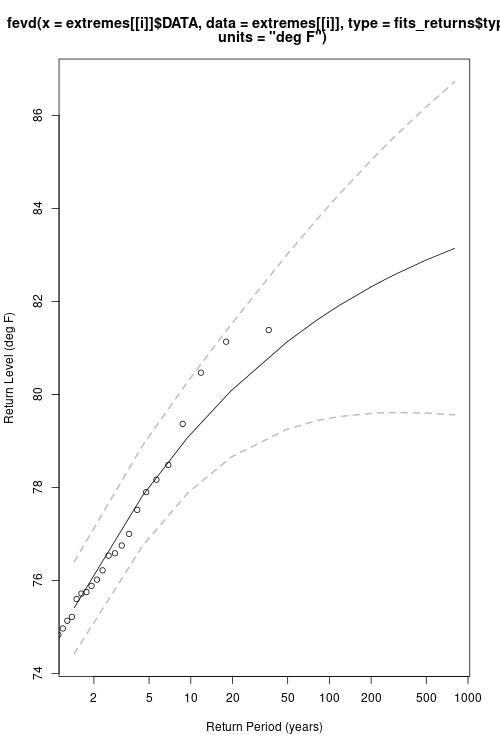 fevd(x = extremes[[i]]$DATA, data = extremes[[i]], type = fits_returns$typ
units = "deg F")
Return Level (deg F)
86
84
82
80
78
76
74
2 5 10 20 50 100 200 500 1000
Return Period (years)